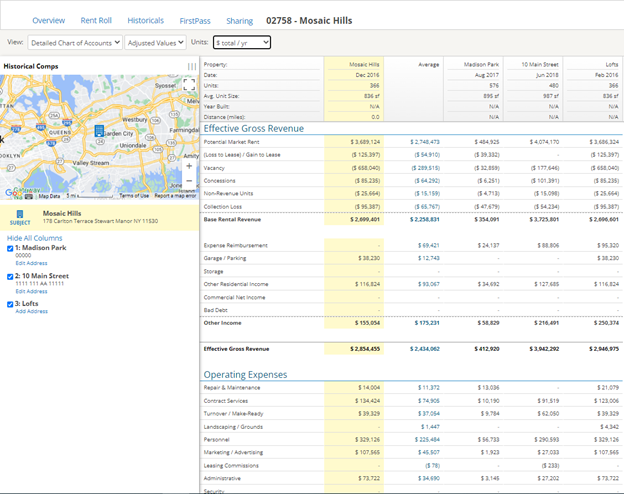 Overview Rent Roll Historicals FirstPass Sharing 02758 - Mosaic Hills
View: Detailed Chart of Accounts Adjusted Values Units: $ total / yr
Historical Comps
Syosset
Westbury
QUEENS
Garden City
Farmingda
Uniondale
Valley Stream
Amity
OOKLYN
Jone
Map Data 5 mi Terms of Use Report a map error
SUBJECT
Mosaic Hills
178 Carlton Terrace Stewart Manor NY 11530
Hide All Columns
1: Madison Park
00000
Edit Address
2: 10 Main Street
1111 111 AA 11111
Edit Address
3: Lofts
Add Address
Property: Mosaic Hills Average Madison Park 10 Main Street Lofts
Date: Dec 2016 Aug 2017 Jun 2018 Feb 2016
Units: 366 576 480 366
Avg. Unit Size: 836 sf 895 sf 987 sf 836 sf
Year Built: N/A N/A N/A N/A
Distance (miles): 0.0 N/A N/A N/A
Effective Gross Revenue
Potential Market Rent $ 3,689,124 $ 2,748,473 $ 484,925 $ 4,074,170 $ 3,686,324
(Loss to Lease) / Gain to Lease ($ 125,397) ($ 54,910) ($ 39,332) - ($ 125,397)
Vacancy ($ 658,040) ($ 289,515) ($ 32,859) ($ 177,646) ($ 658,040)
Concessions ($ 85,235) ($ 64,292) ($ 6,251) ($ 101,391) ($ 85,235)
Non-Revenue Units ($ 25,664) ($ 15,159) ($ 4,713) ($ 15,098) ($ 25,664)
Collection Loss ($ 95,387) ($ 65,767) ($ 47,679) ($ 54,234) ($ 95,387)
Base Rental Revenue $ 2,699,401 $ 2,258,831 $ 354,091 $ 3,725,801 $ 2,696,601
Expense Reimbursement - $ 69,421 $ 24,137 $ 88,806 $ 95,320
Garage / Parking $ 38,230 $ 12,743 - - $ 38,230
Storage - - - - -
Other Residential Income $ 116,824 $ 93,067 $ 34,692 $ 127,685 $ 116,824
Commercial Net Income - - - - -
Bad Debt - - - - -
Other Income $ 155,054 $ 175,231 $ 58,829 $ 216,491 $ 250,374
Effective Gross Revenue $ 2,854,455 $ 2,434,062 $ 412,920 $ 3,942,292 $ 2,946,975
Operating Expenses
Repair & Maintenance $ 14,004 $ 11,372 $ 13,036 - $ 21,079
Contract Services $ 134,424 $ 74,905 $ 10,190 $ 91,519 $ 123,006
Turnover / Make-Ready $ 39,329 $ 37,054 $ 9,784 $ 62,050 $ 39,329
Landscaping / Grounds - $ 1,447 - - $ 4,342
Personnel $ 329,126 $ 225,484 $ 56,733 $ 290,593 $ 329,126
Marketing / Advertising $ 107,565 $ 45,507 $ 1,923 $ 27,033 $ 107,565
Leasing Commissions - ($ 78) - ($ 233) -
Administrative $ 73,722 $ 34,690 $ 3,145 $ 27,202 $ 73,722
Security